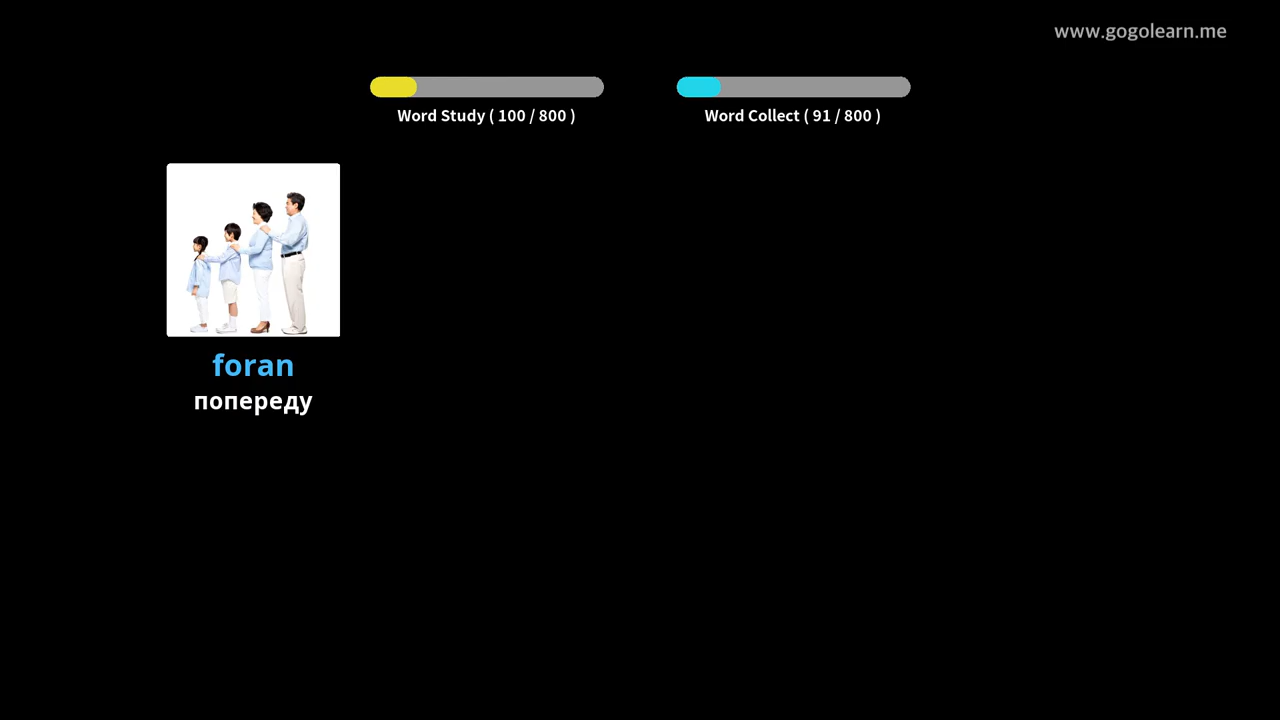 www.gogolearn.me
Word Study ( 100 / 800 )
Word Collect ( 91 / 800 )
foran
попереду